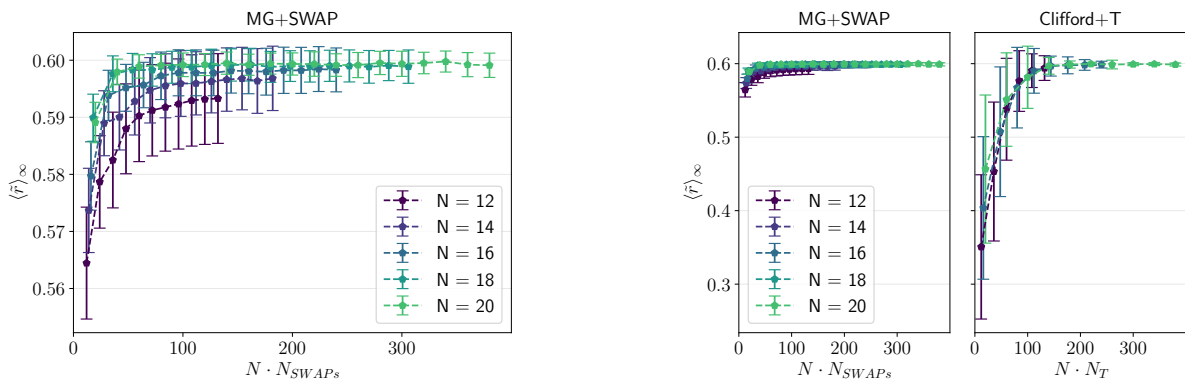 MG+SWAP
0.60
0.59
0.58
0.57
0.56
⟨r̃⟩∞
0
100
200
300
N · N_SWAPs
N = 12
N = 14
N = 16
N = 18
N = 20
MG+SWAP
Clifford+T
0.6
0.5
0.4
0.3
⟨r̃⟩∞
0
100
200
300
N · N_SWAPs
0
100
200
300
N · N_T
N = 12
N = 14
N = 16
N = 18
N = 20